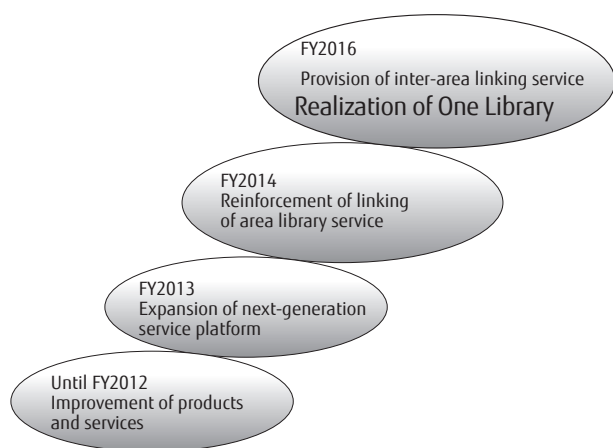 FY2016
Provision of inter-area linking service
Realization of One Library
FY2014
Reinforcement of linking
of area library service
FY2013
Expansion of next-generation
service platform
Until FY2012
Improvement of products
and services